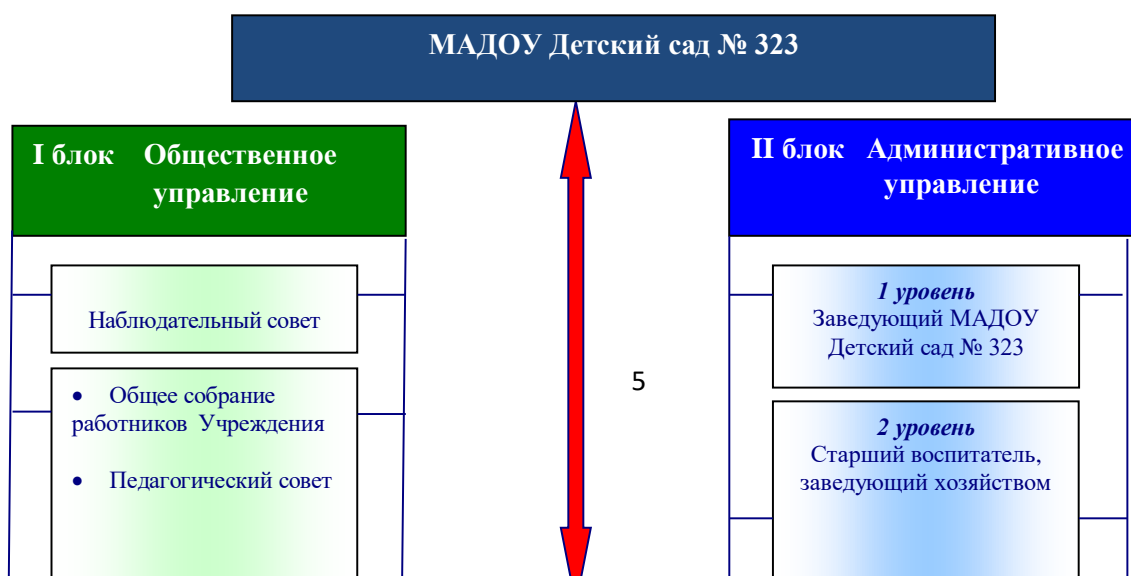 МАДОУ Детский сад № 323
I блок Общественное
управление
Наблюдательный совет
• Общее собрание
работников Учреждения
• Педагогический совет
5
II блок Административное
управление
1 уровень
Заведующий МАДОУ
Детский сад № 323
2 уровень
Старший воспитатель,
заведующий хозяйством